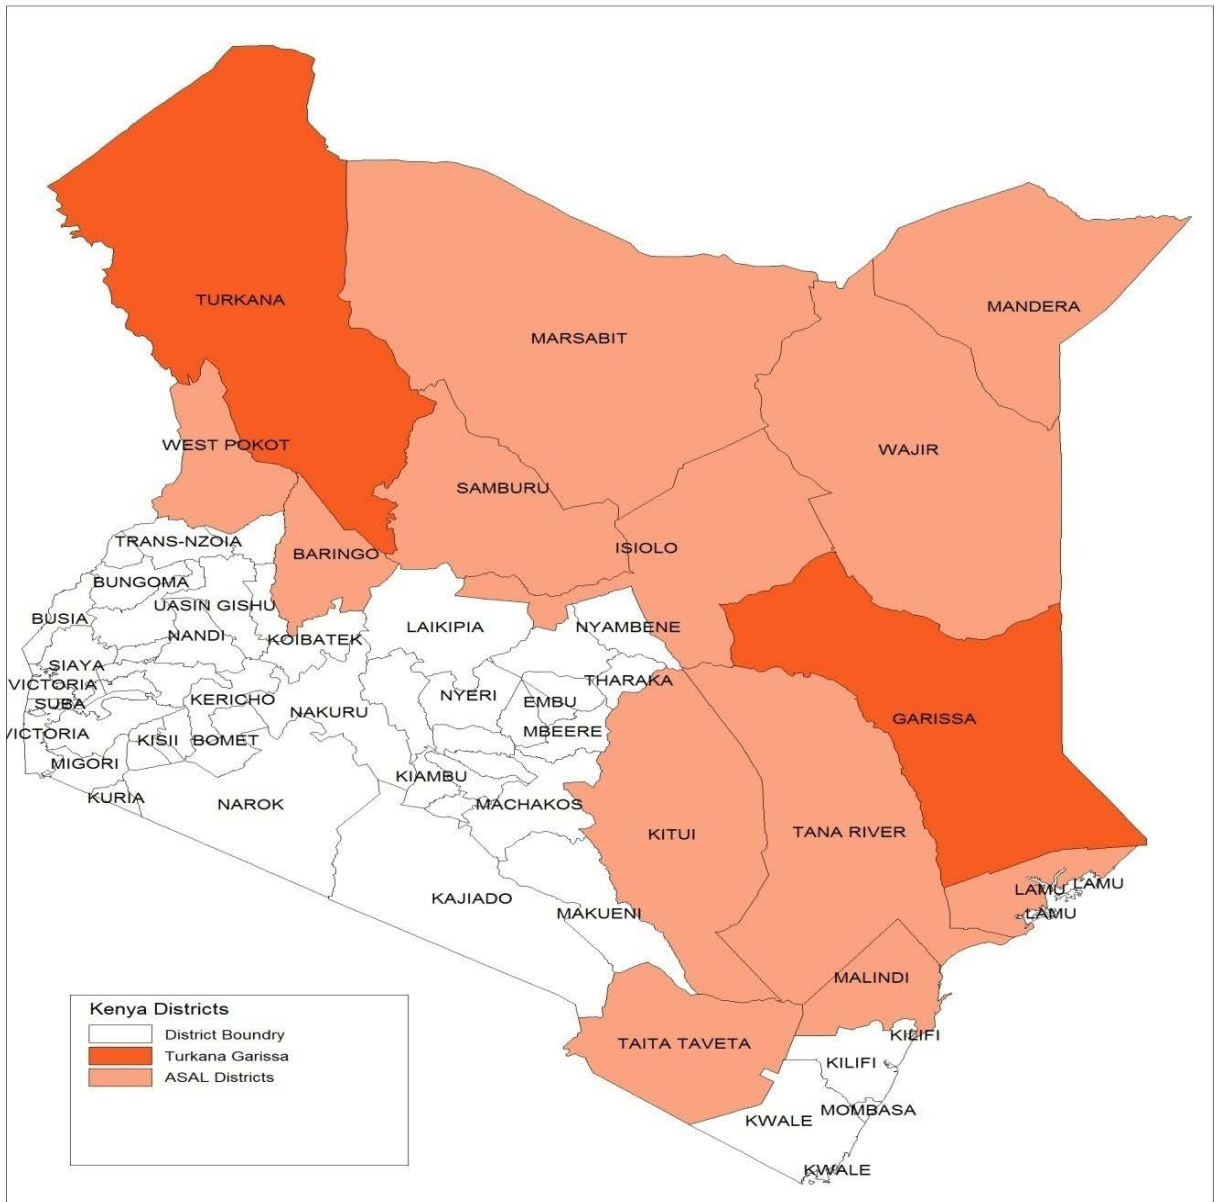 TURKANA
MANDERA
MARSABIT
WEST POKOT
WAJIR
SAMBURU
TRANS-NZOIA
BARINGO
ISIOLO
BUNGOMA
UASIN GISHU
BUSIA
NANDI
KOIBATEK
LAIKIPIA
NYAMBENE
SIAYA
VICTORIA
THARAKA
SUBA
KERICHO
NYERI
EMBU
NAKURU
GARISSA
VICTORIA
KISII
BOMET
MBEERE
MIGORI
KIAMBU
KURIA
NAROK
MACHAKOS
KITUI
TANA RIVER
LAMU
LAMU
KAJIADO
MAKUENI
LAMU
MALINDI
Kenya Districts
District Boundry
Turkana Garissa
ASAL Districts
TAITA TAVETA
KILIFI
KILIFI
MOMBASA
KWALE
KWALE